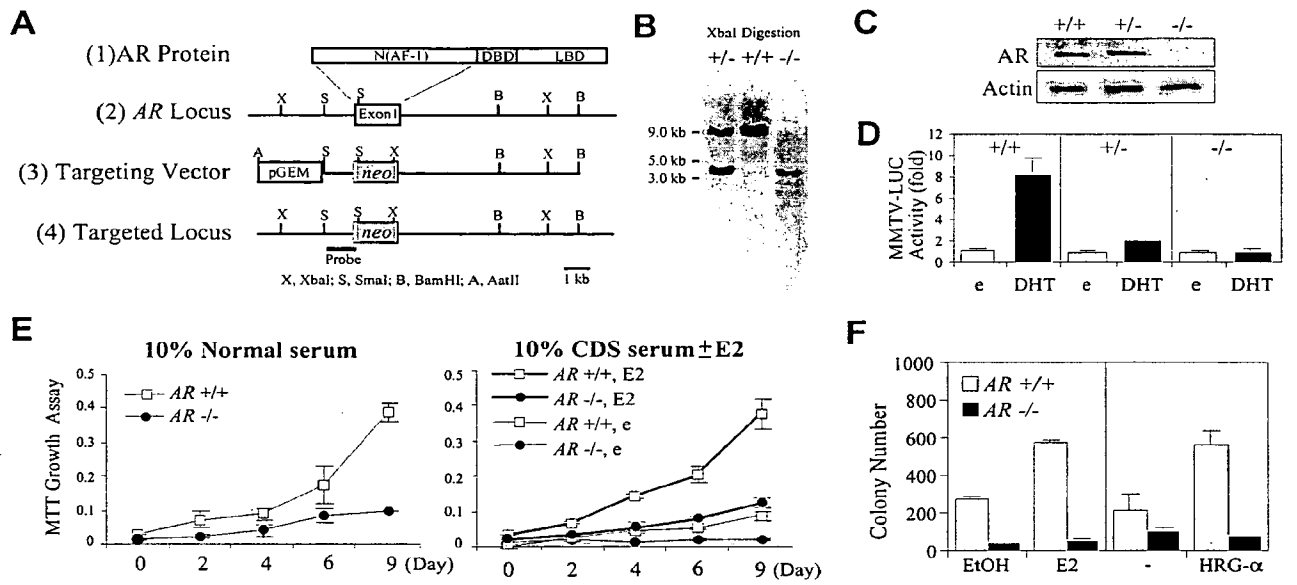 A
(1)AR Protein
N(AF-1) DBD LBD
(2) AR Locus
X S S B X B
Exon1
(3) Targeting Vector
A S S X B X B
pGEM neo
(4) Targeted Locus
X S S X B X B
neo
Probe
X, XbaI; S, SmaI; B, BamHI; A, AatII
1 kb
B
XbaI Digestion
+/- +/+ -/-
9.0 kb
5.0 kb
3.0 kb
C
+/+ +/- -/-
AR
Actin
D
MMTV-LUC
Activity (fold)
12
10
8
6
4
2
0
+/+ +/- -/-
e DHT e DHT e DHT
E
10% Normal serum
MTT Growth Assay
0.5
0.4
0.3
0.2
0.1
0
AR +/+
AR -/-
0 2 4 6 9 (Day)
10% CDS serum±E2
0.5
0.4
0.3
0.2
0.1
0
AR +/+, E2
AR -/-, E2
AR +/+, e
AR -/-, e
0 2 4 6 9 (Day)
F
Colony Number
1000
800
600
400
200
0
AR +/+
AR -/-
EtOH E2 - HRG-α